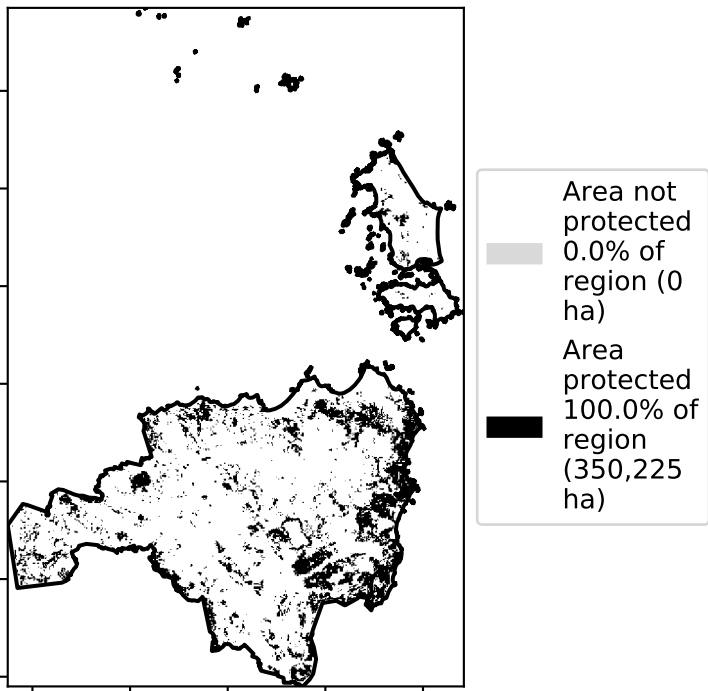 Area not
protected
0.0% of
region (0
ha)
Area
protected
100.0% of
region
(350,225
ha)